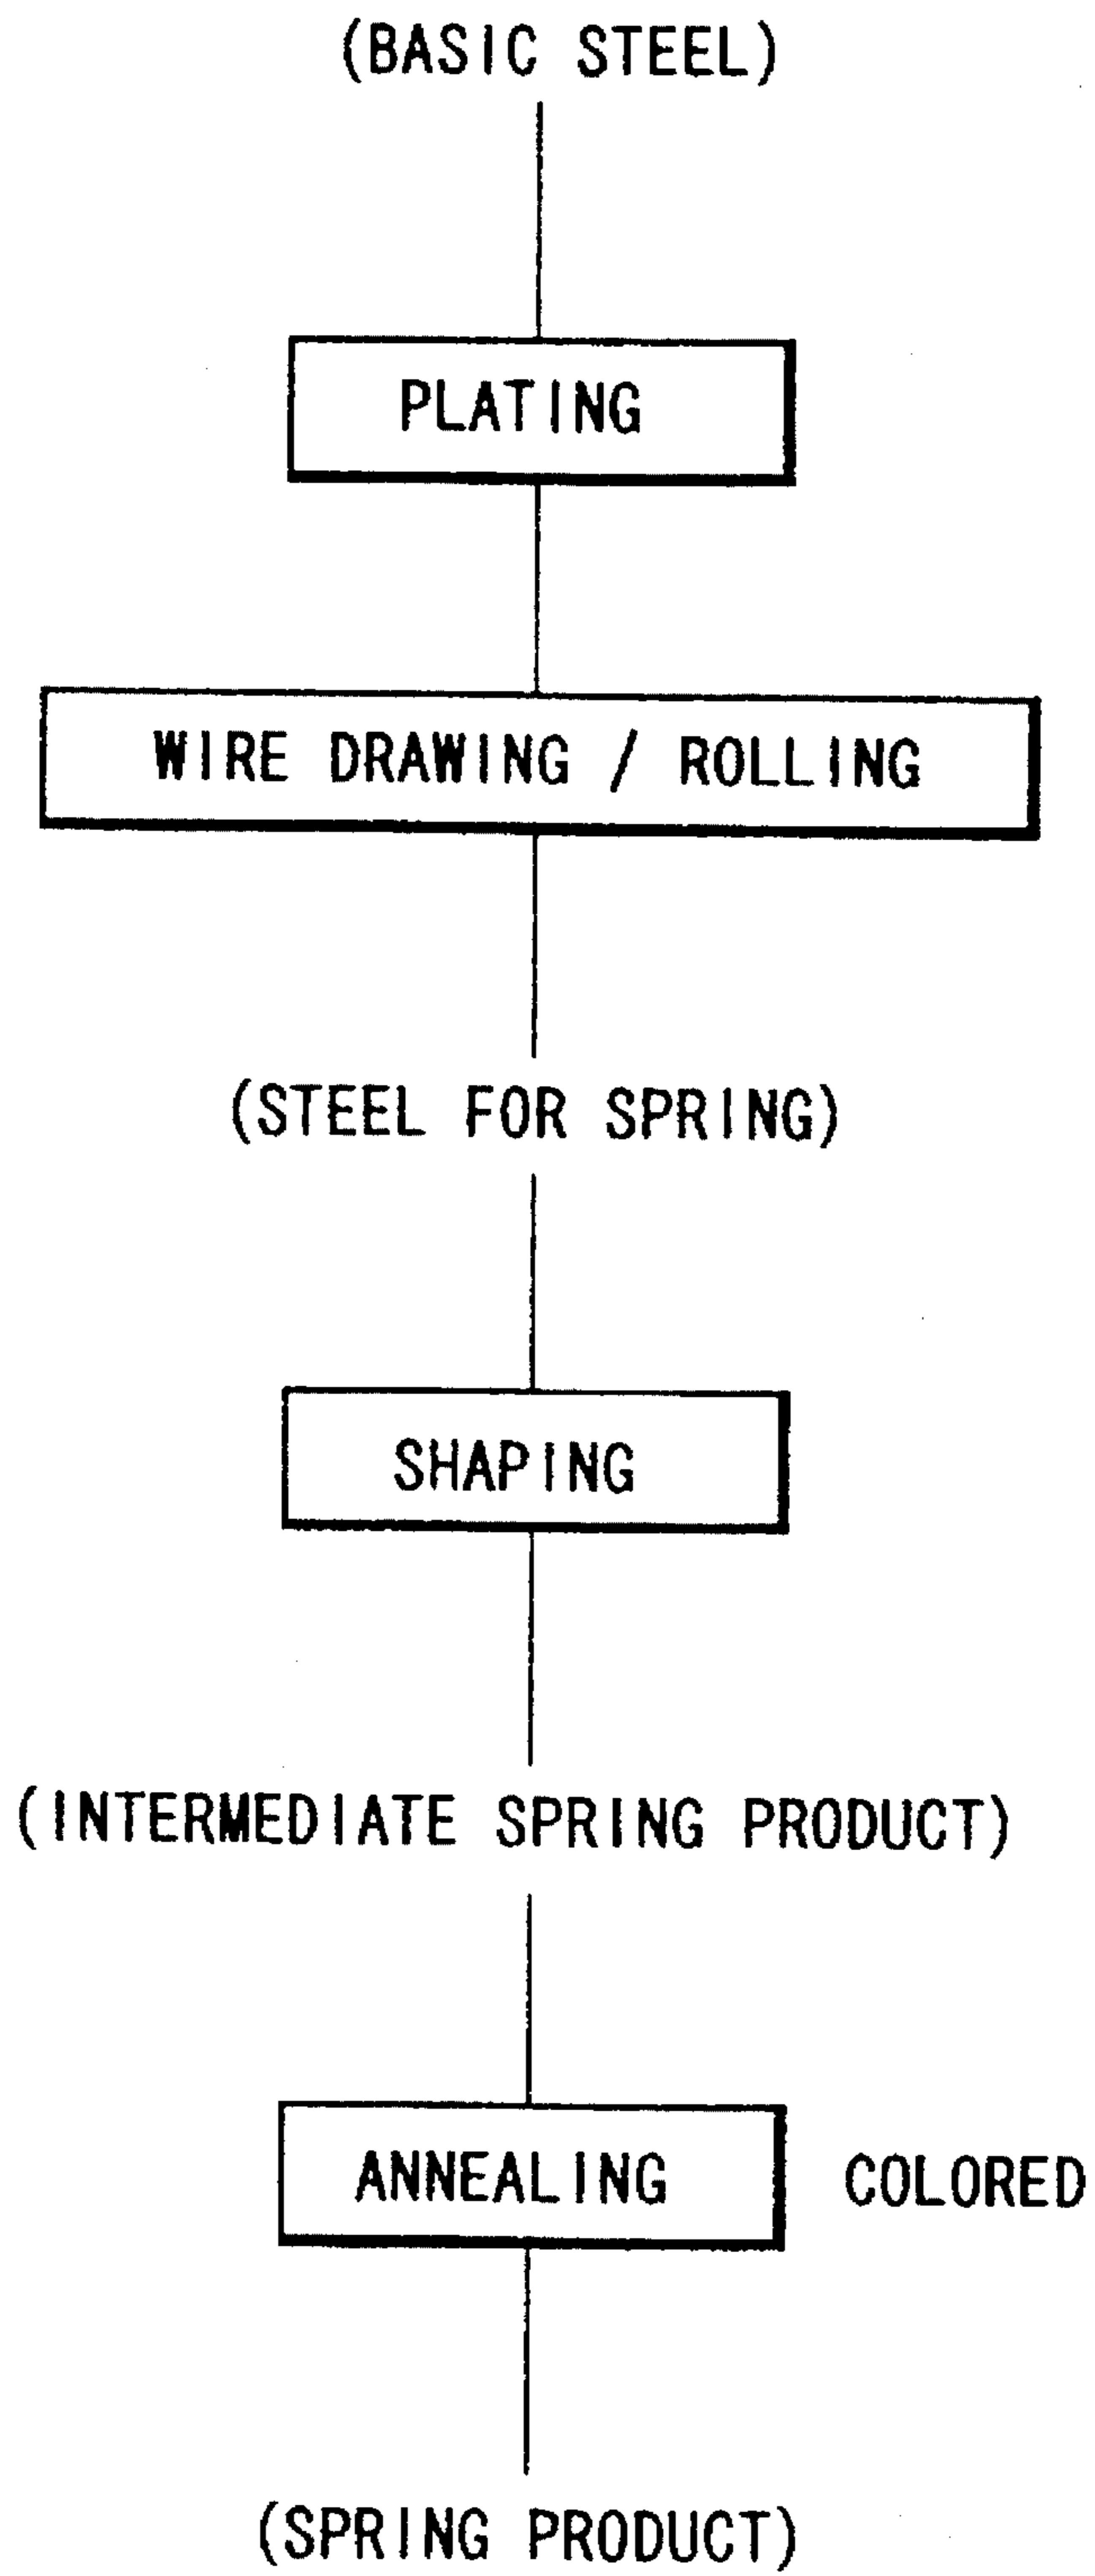 (BASIC STEEL)
PLATING
WIRE DRAWING / ROLLING
(STEEL FOR SPRING)
SHAPING
(INTERMEDIATE SPRING PRODUCT)
ANNEALING COLORED
(SPRING PRODUCT)